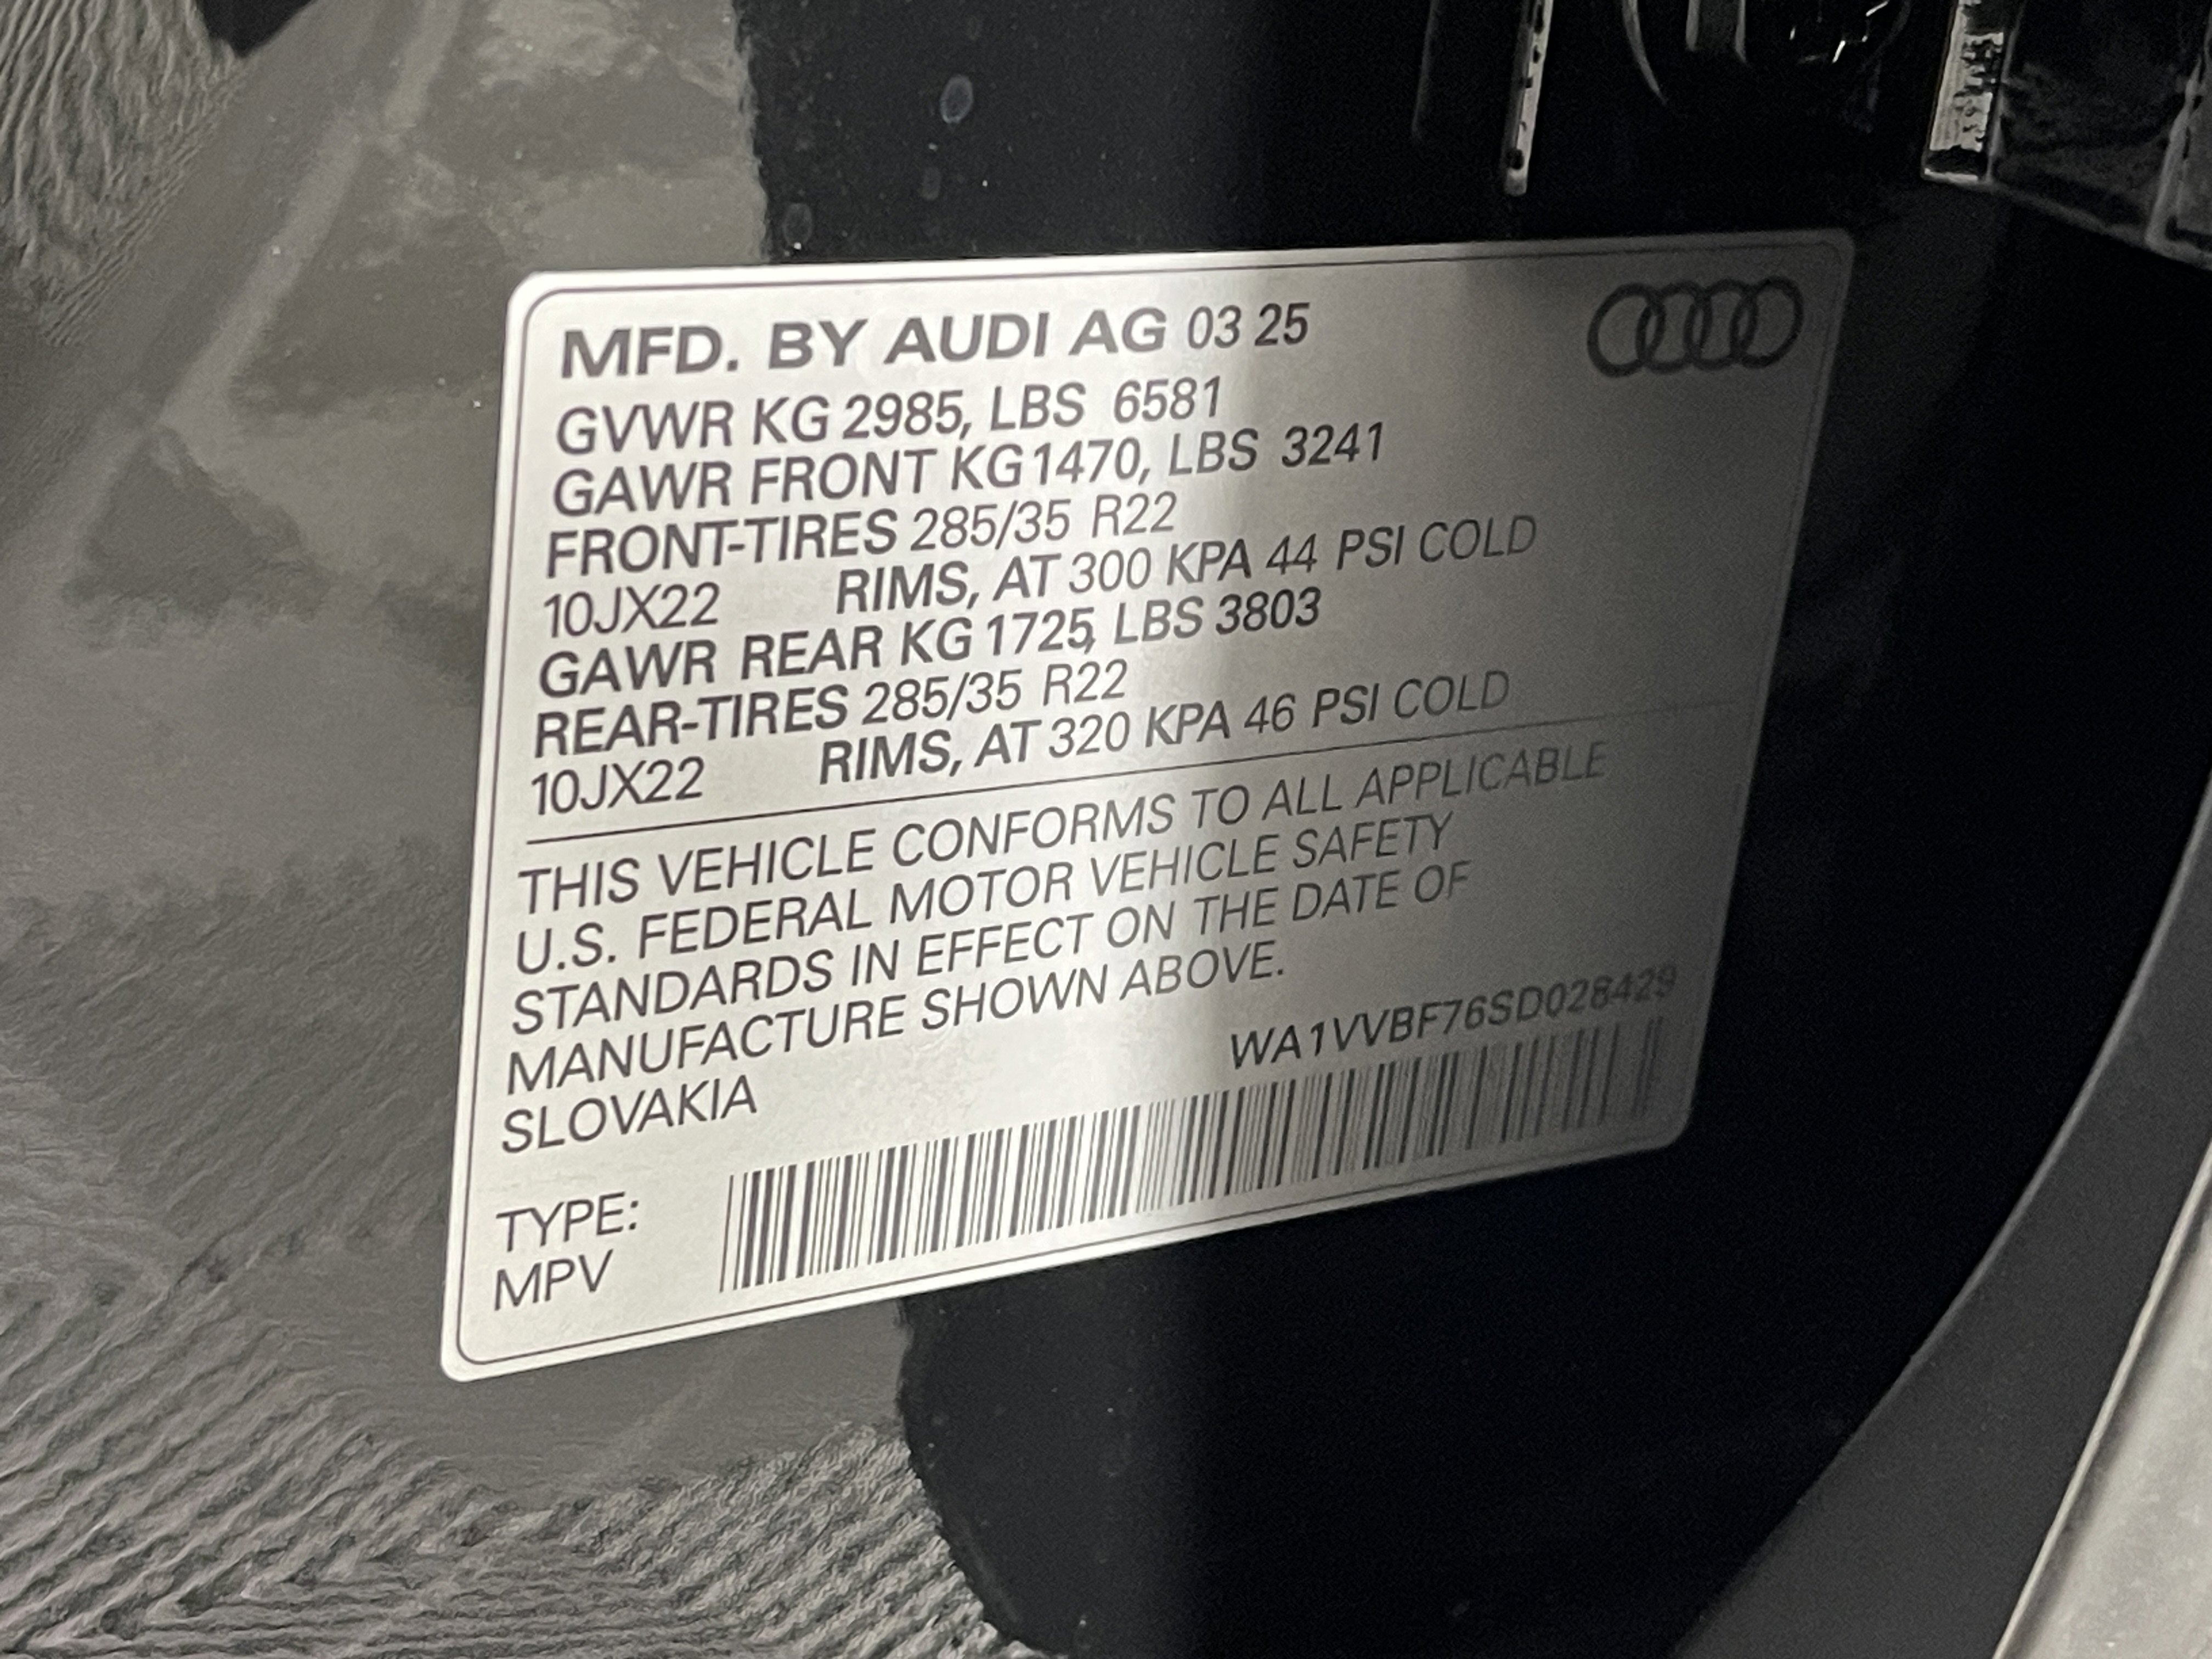 MFD. BY AUDI AG 03 25
GVWR KG 2985, LBS 6581
GAWR FRONT KG 1470, LBS 3241
FRONT-TIRES 285/35 R22
10JX22 RIMS, AT 300 KPA 44 PSI COLD
GAWR REAR KG 1725, LBS 3803
REAR-TIRES 285/35 R22
10JX22 RIMS, AT 320 KPA 46 PSI COLD
THIS VEHICLE CONFORMS TO ALL APPLICABLE
U.S. FEDERAL MOTOR VEHICLE SAFETY
STANDARDS IN EFFECT ON THE DATE OF
MANUFACTURE SHOWN ABOVE.
SLOVAKIA
WA1VVBF76SD028429
TYPE:
MPV